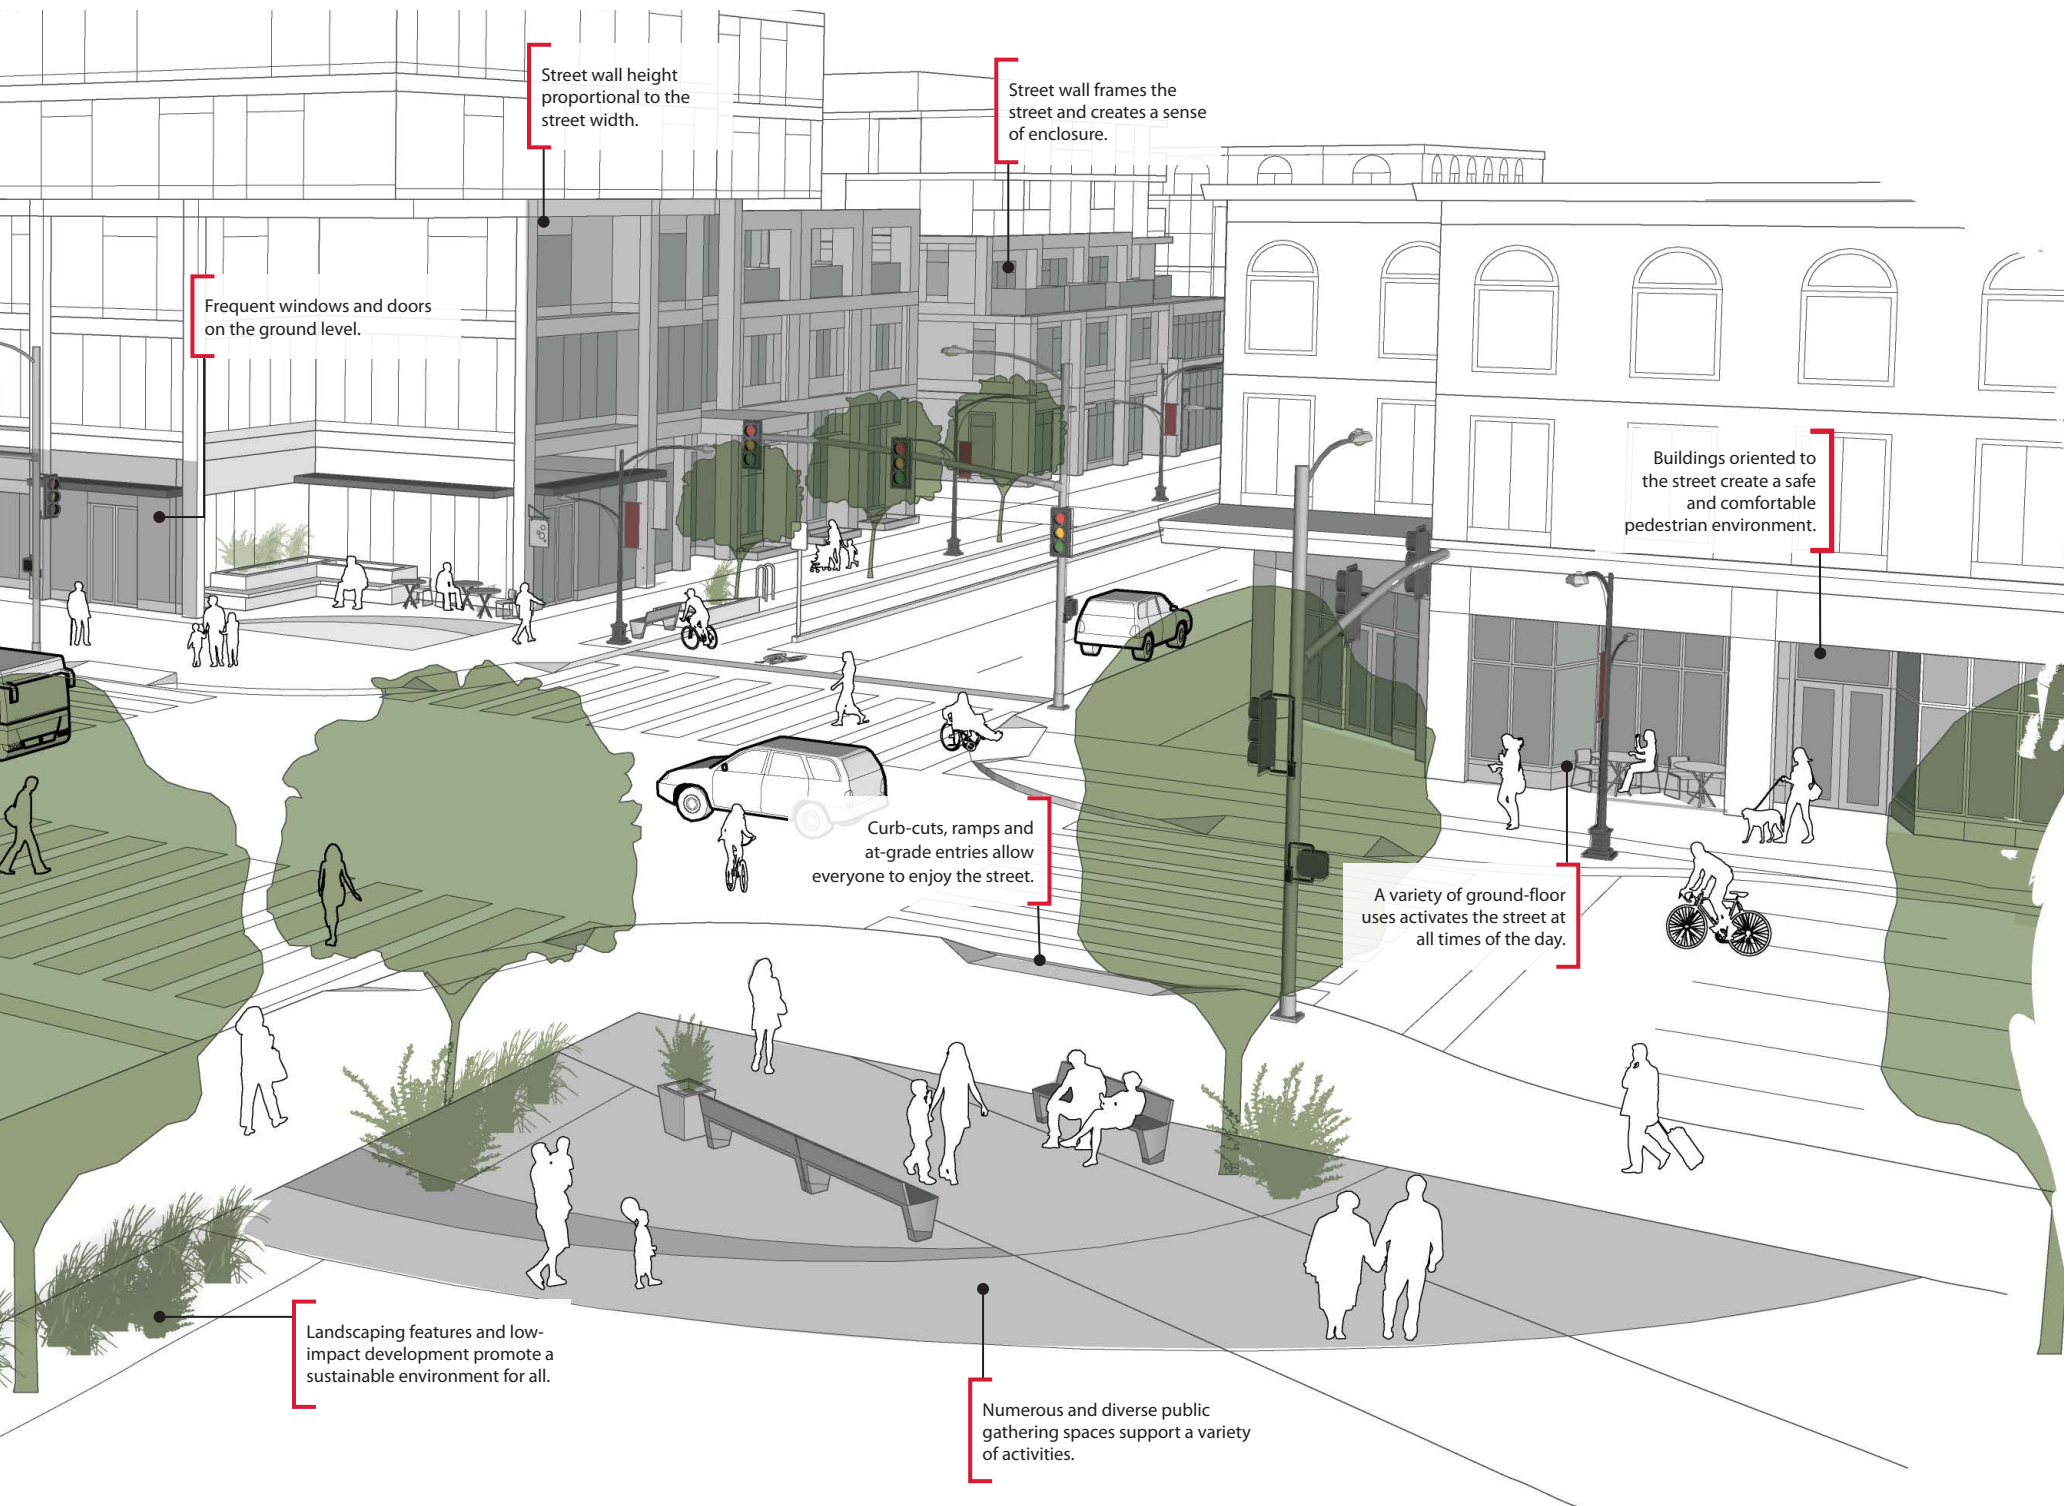 Street wall height
proportional to the
street width.
Street wall frames the
street and creates a sense
of enclosure.
Frequent windows and doors
on the ground level.
Buildings oriented to
the street create a safe
and comfortable
pedestrian environment.
Curb-cuts, ramps and
at-grade entries allow
everyone to enjoy the street.
A variety of ground-floor
uses activates the street at
all times of the day.
Landscaping features and low-
impact development promote a
sustainable environment for all.
Numerous and diverse public
gathering spaces support a variety
of activities.